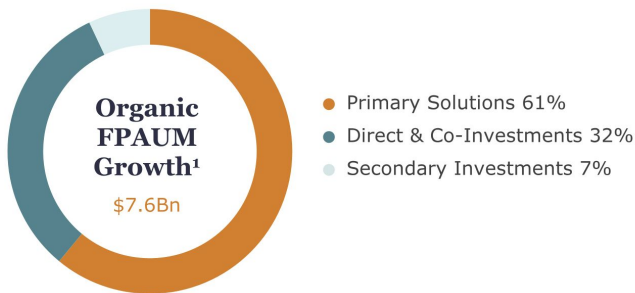 Organic
FPAUM
Growth¹
$7.6Bn
Primary Solutions 61%
Direct & Co-Investments 32%
Secondary Investments 7%